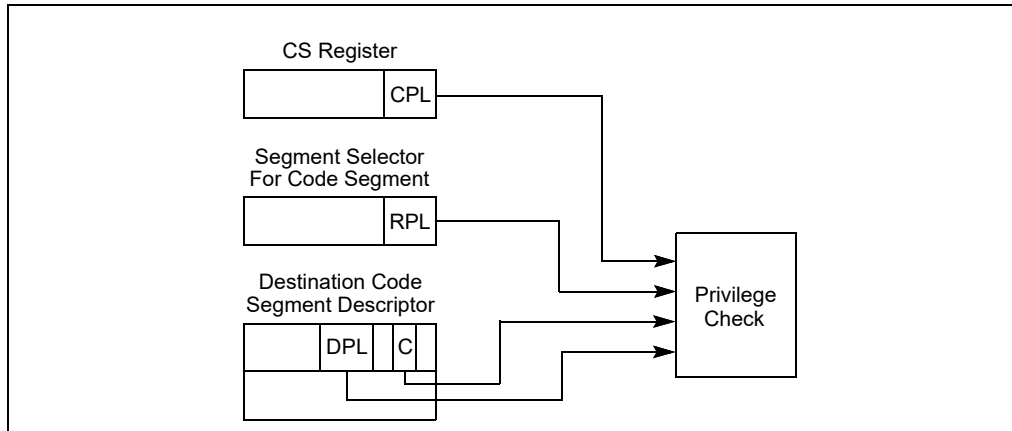 CS Register
CPL
Segment Selector
For Code Segment
RPL
Destination Code
Segment Descriptor
DPL
C
Privilege
Check